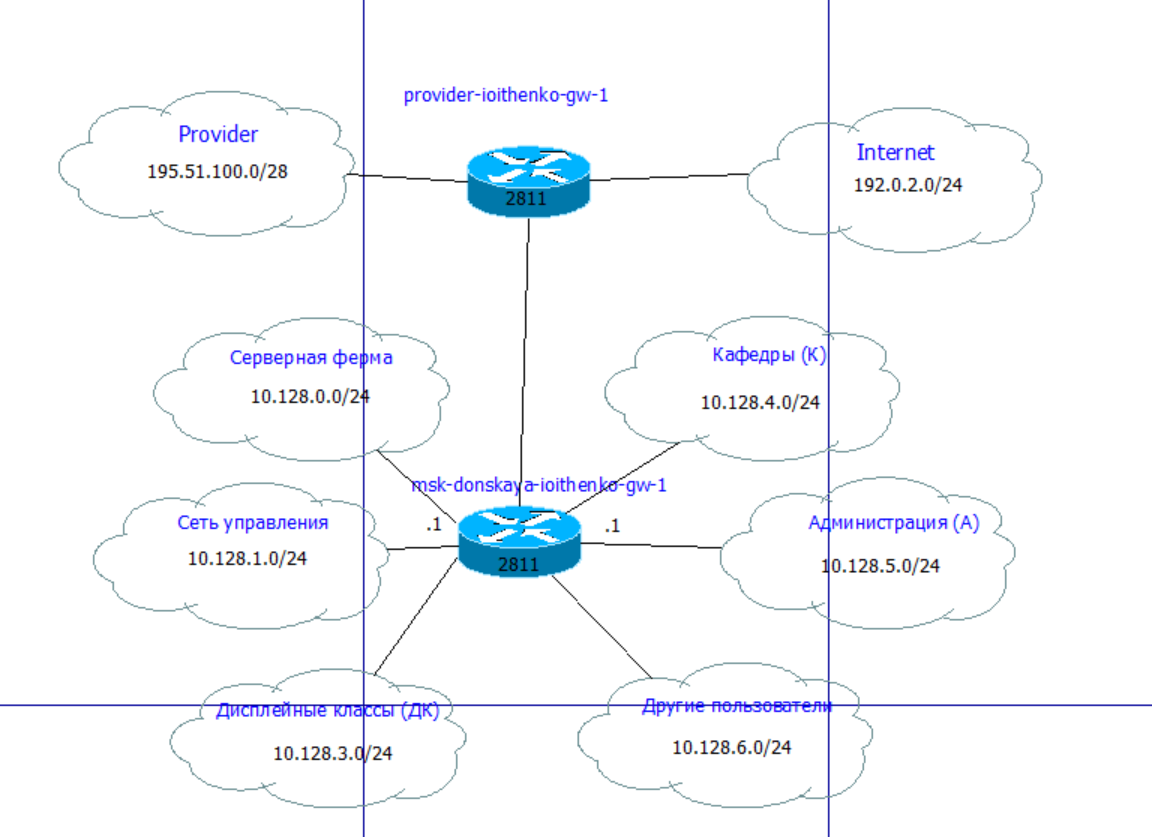 provider-ioithenko-gw-1
Provider
195.51.100.0/28
2811
Internet
192.0.2.0/24
Серверная ферма
10.128.0.0/24
Кафедры (К)
10.128.4.0/24
msk-donskaya-ioithenko-gw-1
Сеть управления
10.128.1.0/24
.1
2811
.1
Администрация (А)
10.128.5.0/24
Дисплейные классы (ДК)
10.128.3.0/24
Другие пользователи
10.128.6.0/24